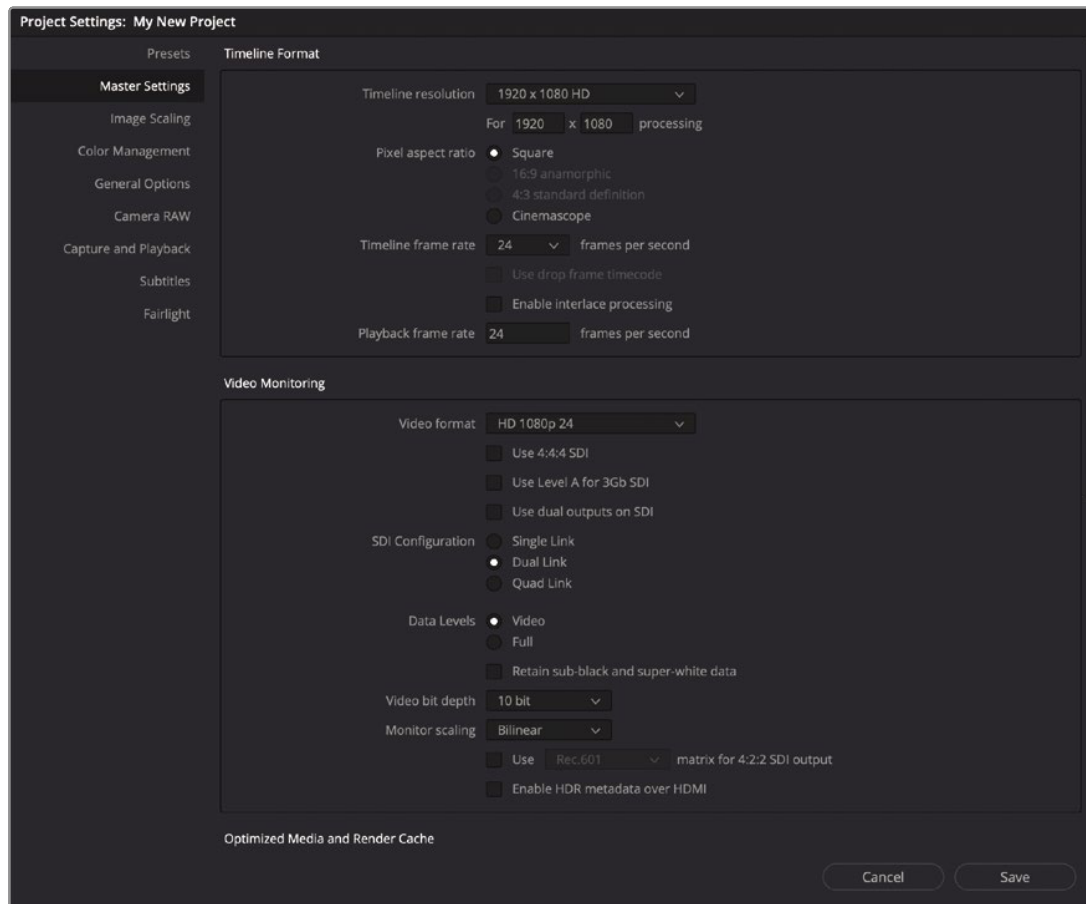 Project Settings: My New Project
Presets
Master Settings
Image Scaling
Color Management
General Options
Camera RAW
Capture and Playback
Subtitles
Fairlight
Timeline Format
Timeline resolution 1920 x 1080 HD
For 1920 x 1080 processing
Pixel aspect ratio Square
16:9 anamorphic
4:3 standard definition
Cinemascope
Timeline frame rate 24 frames per second
Use drop frame timecode
Enable interlace processing
Playback frame rate 24 frames per second
Video Monitoring
Video format HD 1080p 24
Use 4:4:4 SDI
Use Level A for 3Gb SDI
Use dual outputs on SDI
SDI Configuration Single Link
Dual Link
Quad Link
Data Levels Video
Full
Retain sub-black and super-white data
Video bit depth 10 bit
Monitor scaling Bilinear
Use Rec.601 matrix for 4:2:2 SDI output
Enable HDR metadata over HDMI
Optimized Media and Render Cache
Cancel Save